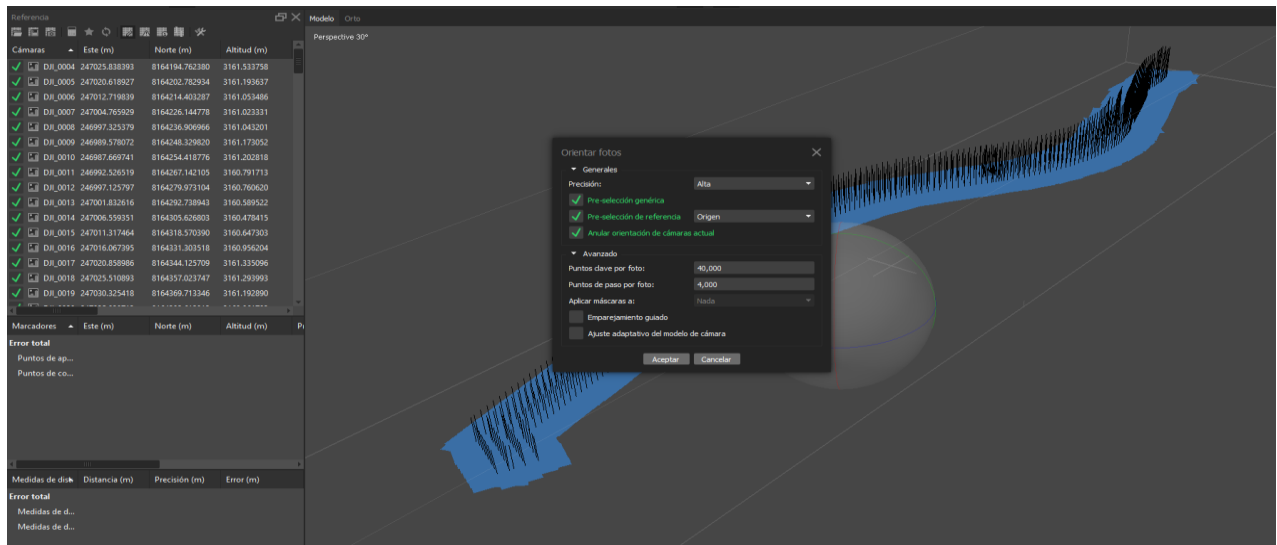 Referencia
Cámaras Este (m) Norte (m) Altitud (m)
DJI_0004 247025.838393 8164194.762380 3161.533758
DJI_0005 247020.618927 8164202.782934 3161.193637
DJI_0006 247012.719839 8164214.403287 3161.053486
DJI_0007 247004.765929 8164226.144778 3161.023331
DJI_0008 246997.325379 8164236.906966 3161.043201
DJI_0009 246989.578072 8164248.329820 3161.173052
DJI_0010 246987.669741 8164254.418776 3161.202818
DJI_0011 246992.526519 8164267.142105 3160.791713
DJI_0012 246997.125797 8164279.973104 3160.760620
DJI_0013 247001.832616 8164292.738943 3160.589522
DJI_0014 247006.559351 8164305.626803 3160.478415
DJI_0015 247011.317464 8164318.570390 3160.647303
DJI_0016 247016.067395 8164331.303518 3160.956204
DJI_0017 247020.858986 8164344.125709 3161.335096
DJI_0018 247025.510893 8164357.023747 3161.293993
DJI_0019 247030.325418 8164369.713346 3161.192890
Marcadores Este (m) Norte (m) Altitud (m)
Error total
Puntos de ap...
Puntos de co...
Medidas de dis Distancia (m) Precisión (m) Error (m)
Error total
Medidas de d...
Medidas de d...
Modelo Orto
Perspective 30°
Orientar fotos
Generales
Precisión: Alta
Pre-selección genérica
Pre-selección de referencia Origen
Anular orientación de cámaras actual
Avanzado
Puntos clave por foto: 40,000
Puntos de paso por foto: 4,000
Aplicar máscaras a: Nada
Emparejamiento guiado
Ajuste adaptativo del modelo de cámara
Aceptar Cancelar